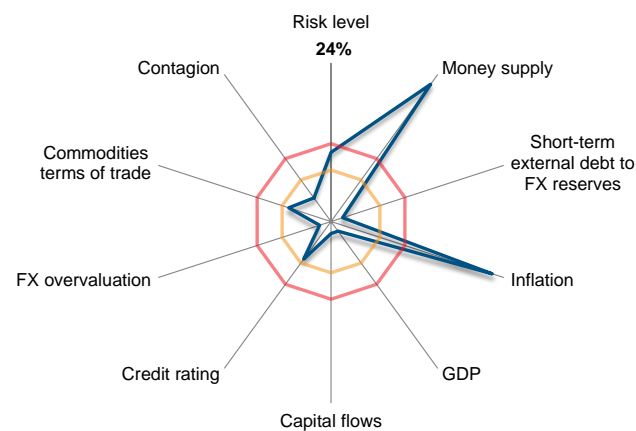 Risk level
24%
Contagion
Money supply
Commodities
terms of trade
Short-term
external debt to
FX reserves
FX overvaluation
Inflation
Credit rating
GDP
Capital flows